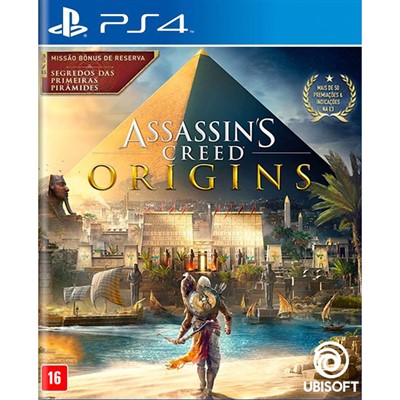 PS4
MISSÃO BÔNUS DE RESERVA
SEGREDOS DAS
PRIMEIRAS
PIRÂMIDES
MAIS DE 50
PREMIAÇÕES &
INDICAÇÕES
NA E3
ASSASSIN'S
CREED
ORIGINS
16
UBISOFT